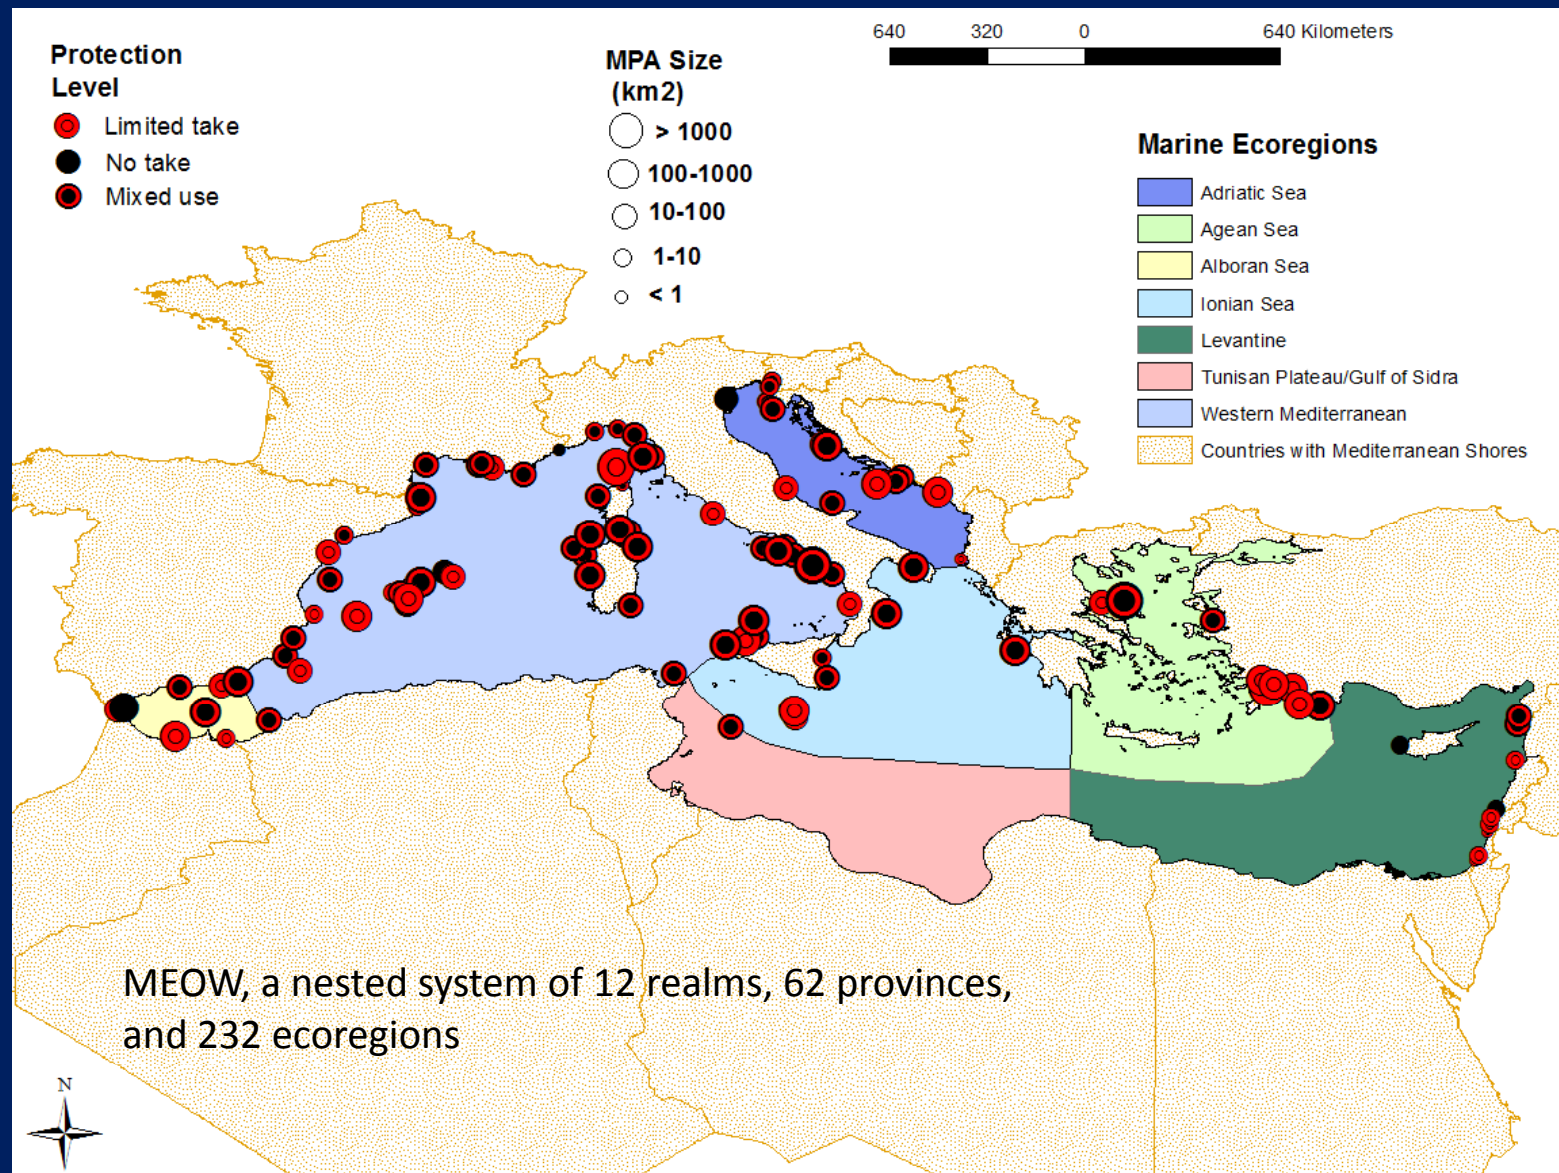 640 320 0 640 Kilometers
Protection
Level
Limited take
No take
Mixed use
MPA Size
(km2)
> 1000
100-1000
10-100
1-10
< 1
Marine Ecoregions
Adriatic Sea
Agean Sea
Alboran Sea
Ionian Sea
Levantine
Tunisan Plateau/Gulf of Sidra
Western Mediterranean
Countries with Mediterranean Shores
MEOW, a nested system of 12 realms, 62 provinces,
and 232 ecoregions
N